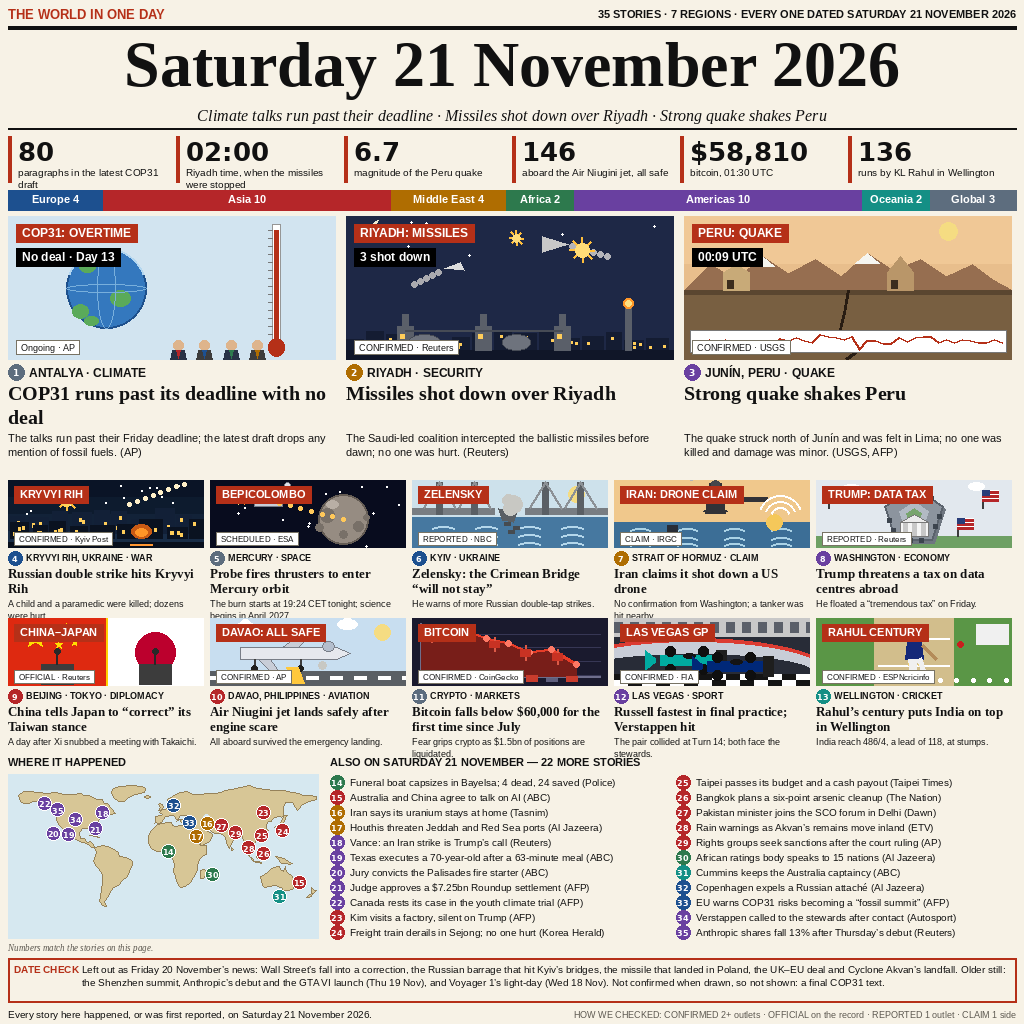 THE WORLD IN ONE DAY
35 STORIES · 7 REGIONS · EVERY ONE DATED SATURDAY 21 NOVEMBER 2026
Saturday 21 November 2026
Climate talks run past their deadline · Missiles shot down over Riyadh · Strong quake shakes Peru
80
paragraphs in the latest COP31
draft
02:00
Riyadh time, when the missiles
were stopped
6.7
magnitude of the Peru quake
146
aboard the Air Niugini jet, all safe
$58,810
bitcoin, 01:30 UTC
136
runs by KL Rahul in Wellington
Europe 4
Asia 10
Middle East 4
Africa 2
Americas 10
Oceania 2
Global 3
COP31: OVERTIME
No deal · Day 13
Ongoing · AP
1 ANTALYA · CLIMATE
COP31 runs past its deadline with no
deal
The talks run past their Friday deadline; the latest draft drops any
mention of fossil fuels. (AP)
RIYADH: MISSILES
3 shot down
CONFIRMED · Reuters
2 RIYADH · SECURITY
Missiles shot down over Riyadh
The Saudi-led coalition intercepted the ballistic missiles before
dawn; no one was hurt. (Reuters)
PERU: QUAKE
00:09 UTC
CONFIRMED · USGS
3 JUNÍN, PERU · QUAKE
Strong quake shakes Peru
The quake struck north of Junín and was felt in Lima; no one was
killed and damage was minor. (USGS, AFP)
KRYVYI RIH
CONFIRMED · Kyiv Post
4 KRYVYI RIH, UKRAINE · WAR
Russian double strike hits Kryvyi
Rih
A child and a paramedic were killed; dozens
were hurt.
BEPICOLOMBO
SCHEDULED · ESA
5 MERCURY · SPACE
Probe fires thrusters to enter
Mercury orbit
The burn starts at 19:24 CET tonight; science
begins in April 2027.
ZELENSKY
REPORTED · NBC
6 KYIV · UKRAINE
Zelensky: the Crimean Bridge
“will not stay”
He warns of more Russian double-tap strikes.
IRAN: DRONE CLAIM
CLAIM · IRGC
7 STRAIT OF HORMUZ · CLAIM
Iran claims it shot down a US
drone
No confirmation from Washington; a tanker was
hit nearby.
TRUMP: DATA TAX
REPORTED · Reuters
8 WASHINGTON · ECONOMY
Trump threatens a tax on data
centres abroad
He floated a “tremendous tax” on Friday.
CHINA–JAPAN
OFFICIAL · Reuters
9 BEIJING · TOKYO · DIPLOMACY
China tells Japan to “correct” its
Taiwan stance
A day after Xi snubbed a meeting with Takaichi.
DAVAO: ALL SAFE
CONFIRMED · AP
10 DAVAO, PHILIPPINES · AVIATION
Air Niugini jet lands safely after
engine scare
All aboard survived the emergency landing.
BITCOIN
CONFIRMED · CoinGecko
11 CRYPTO · MARKETS
Bitcoin falls below $60,000 for the
first time since July
Fear grips crypto as $1.5bn of positions are
liquidated.
LAS VEGAS GP
CONFIRMED · FIA
12 LAS VEGAS · SPORT
Russell fastest in final practice;
Verstappen hit
The pair collided at Turn 14; both face the
stewards.
RAHUL CENTURY
CONFIRMED · ESPNcricinfo
13 WELLINGTON · CRICKET
Rahul’s century puts India on top
in Wellington
India reach 486/4, a lead of 118, at stumps.
WHERE IT HAPPENED
22
35
34
18
20
19
21
32
33
16
17
27
29
23
25
24
28
26
14
30
15
31
Numbers match the stories on this page.
ALSO ON SATURDAY 21 NOVEMBER — 22 MORE STORIES
14 Funeral boat capsizes in Bayelsa; 4 dead, 24 saved (Police)
15 Australia and China agree to talk on AI (ABC)
16 Iran says its uranium stays at home (Tasnim)
17 Houthis threaten Jeddah and Red Sea ports (Al Jazeera)
18 Vance: an Iran strike is Trump’s call (Reuters)
19 Texas executes a 70-year-old after a 63-minute meal (ABC)
20 Jury convicts the Palisades fire starter (ABC)
21 Judge approves a $7.25bn Roundup settlement (AFP)
22 Canada rests its case in the youth climate trial (AFP)
23 Kim visits a factory, silent on Trump (AFP)
24 Freight train derails in Sejong; no one hurt (Korea Herald)
25 Taipei passes its budget and a cash payout (Taipei Times)
26 Bangkok plans a six-point arsenic cleanup (The Nation)
27 Pakistan minister joins the SCO forum in Delhi (Dawn)
28 Rain warnings as Akvan’s remains move inland (ETV)
29 Rights groups seek sanctions after the court ruling (AP)
30 African ratings body speaks to 15 nations (Al Jazeera)
31 Cummins keeps the Australia captaincy (ABC)
32 Copenhagen expels a Russian attaché (Al Jazeera)
33 EU warns COP31 risks becoming a “fossil summit” (AFP)
34 Verstappen called to the stewards after contact (Autosport)
35 Anthropic shares fall 13% after Thursday’s debut (Reuters)
DATE CHECK Left out as Friday 20 November’s news: Wall Street’s fall into a correction, the Russian barrage that hit Kyiv’s bridges, the missile that landed in Poland, the UK–EU deal and Cyclone Akvan’s landfall. Older still:
the Shenzhen summit, Anthropic’s debut and the GTA VI launch (Thu 19 Nov), and Voyager 1’s light-day (Wed 18 Nov). Not confirmed when drawn, so not shown: a final COP31 text.
Every story here happened, or was first reported, on Saturday 21 November 2026.
HOW WE CHECKED: CONFIRMED 2+ outlets · OFFICIAL on the record · REPORTED 1 outlet · CLAIM 1 side